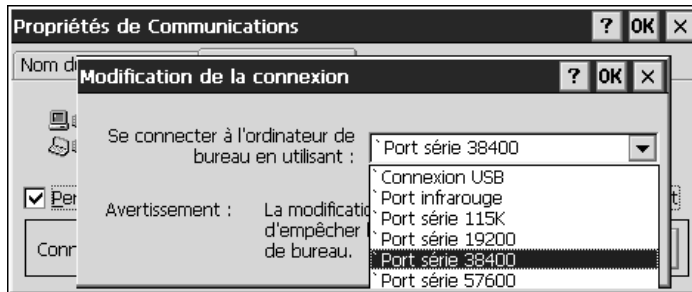 Propriétés de Communications ? OK ×
Nom d
Modification de la connexion ? OK ×
Se connecter à l'ordinateur de
bureau en utilisant :
`Port série 38400
`Connexion USB
`Port infrarouge
`Port série 115K
`Port série 19200
`Port série 38400
`Port série 57600
Avertissement :
La modificatio
d'empêcher
de bureau.
Per
Conn
t